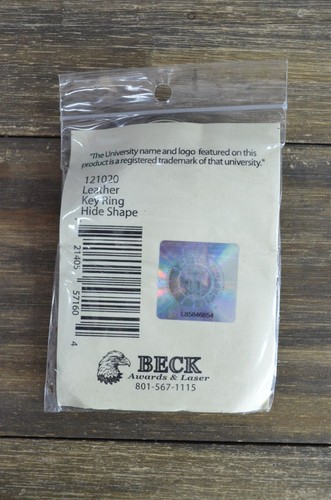 "The University name and logo featured on this
product is a registered trademark of that university."
121020
Leather
Key Ring
Hide Shape
21405
57160
4
L85846854
BECK
Awards & Laser
801-567-1115